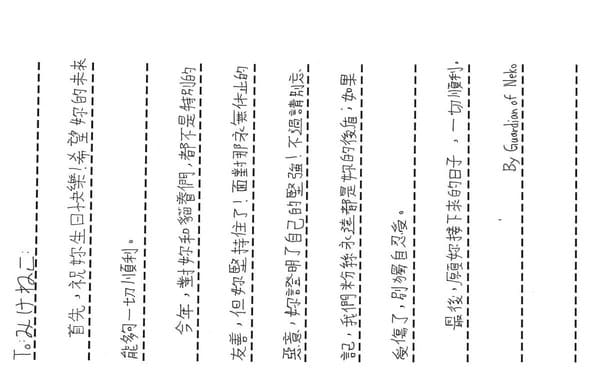 To:みけねこ:
首先，祝妳生日快樂!希望妳的未來
能夠一切順利。
今年，對妳和貓眷們，都不是特別的
友善，但妳堅持住了！面對那永無休止的
惡意，妳證明了自己的堅強！不過請別忘
記，我們粉絲永遠都是妳的後盾；如果
受傷了，別獨自忍受。
最後，願妳接下來的日子，一切順利。
By Guardian of Neko